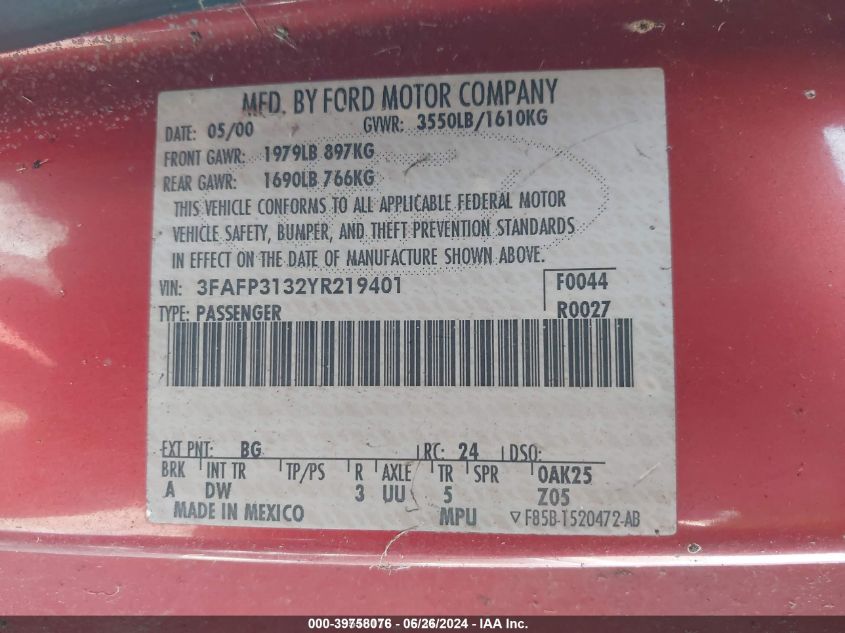 MFD. BY FORD MOTOR COMPANY
DATE: 05/00 GVWR: 3550LB/1610KG
FRONT GAWR: 1979LB 897KG
REAR GAWR: 1690LB 766KG
THIS VEHICLE CONFORMS TO ALL APPLICABLE FEDERAL MOTOR
VEHICLE SAFETY, BUMPER, AND THEFT PREVENTION STANDARDS
IN EFFECT ON THE DATE OF MANUFACTURE SHOWN ABOVE.
VIN: 3FAFP3132YR219401 F0044
TYPE: PASSENGER R0027
EXT PNT: BG RC: 24 DSO:
BRK INT TR TP/PS R AXLE TR SPR 0AK25
A DW 3 UU 5 Z05
MADE IN MEXICO MPU ▽F85B-1520472-AB
000-39758076 - 06/26/2024 - IAA Inc.